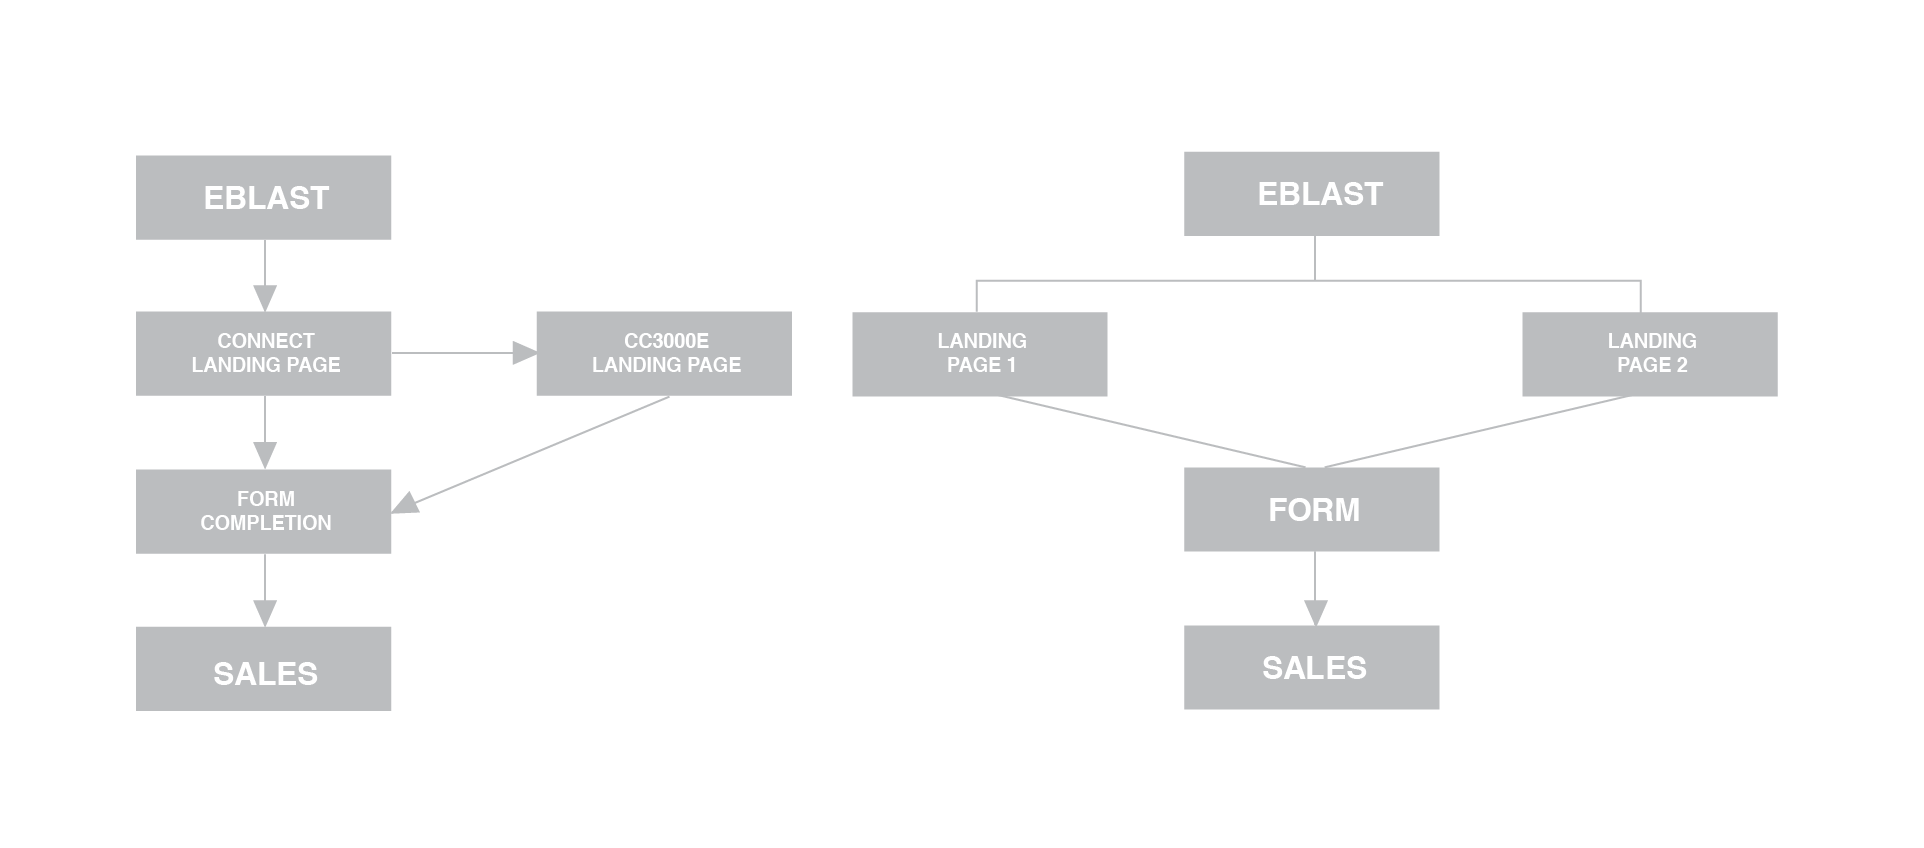 EBLAST
CONNECT
LANDING PAGE
CC3000E
LANDING PAGE
FORM
COMPLETION
SALES
EBLAST
LANDING
PAGE 1
LANDING
PAGE 2
FORM
SALES